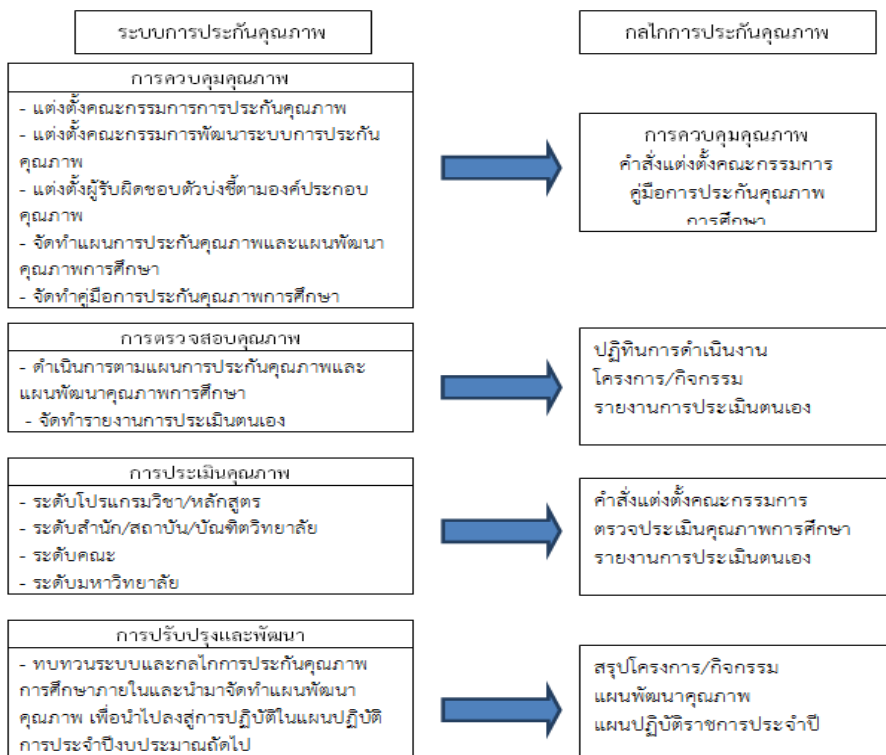 ระบบการประกันคุณภาพ
กลไกการประกันคุณภาพ
การควบคุมคุณภาพ
- แต่งตั้งคณะกรรมการการประกันคุณภาพ
- แต่งตั้งคณะกรรมการพัฒนาระบบการประกัน
คุณภาพ
- แต่งตั้งผู้รับผิดชอบตัวบ่งชี้ตามองค์ประกอบ
คุณภาพ
- จัดทำแผนการประกันคุณภาพและแผนพัฒนา
คุณภาพการศึกษา
- จัดทำคู่มือการประกันคุณภาพการศึกษา
การควบคุมคุณภาพ
คำสั่งแต่งตั้งคณะกรรมการ
คู่มือการประกันคุณภาพ
การศึกษา
การตรวจสอบคุณภาพ
- ดำเนินการตามแผนการประกันคุณภาพและ
แผนพัฒนาคุณภาพการศึกษา
- จัดทำรายงานการประเมินตนเอง
ปฏิทินการดำเนินงาน
โครงการ/กิจกรรม
รายงานการประเมินตนเอง
การประเมินคุณภาพ
- ระดับโปรแกรมวิชา/หลักสูตร
- ระดับสำนัก/สถาบัน/บัณฑิตวิทยาลัย
- ระดับคณะ
- ระดับมหาวิทยาลัย
คำสั่งแต่งตั้งคณะกรรมการ
ตรวจประเมินคุณภาพการศึกษา
รายงานการประเมินตนเอง
การปรับปรุงและพัฒนา
- ทบทวนระบบและกลไกการประกันคุณภาพ
การศึกษาภายในและนำมาจัดทำแผนพัฒนา
คุณภาพ เพื่อนำไปลงสู่การปฏิบัติในแผนปฏิบัติ
การประจำปีงบประมาณถัดไป
สรุปโครงการ/กิจกรรม
แผนพัฒนาคุณภาพ
แผนปฏิบัติราชการประจำปี